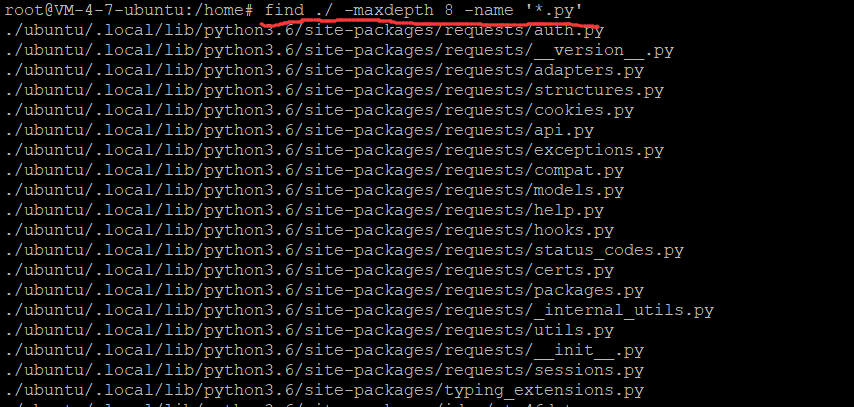 root@VM-4-7-ubuntu:/home# find ./ -maxdepth 8 -name '*.py'
./ubuntu/.local/lib/python3.6/site-packages/requests/auth.py
./ubuntu/.local/lib/python3.6/site-packages/requests/__version__.py
./ubuntu/.local/lib/python3.6/site-packages/requests/adapters.py
./ubuntu/.local/lib/python3.6/site-packages/requests/structures.py
./ubuntu/.local/lib/python3.6/site-packages/requests/cookies.py
./ubuntu/.local/lib/python3.6/site-packages/requests/api.py
./ubuntu/.local/lib/python3.6/site-packages/requests/exceptions.py
./ubuntu/.local/lib/python3.6/site-packages/requests/compat.py
./ubuntu/.local/lib/python3.6/site-packages/requests/models.py
./ubuntu/.local/lib/python3.6/site-packages/requests/help.py
./ubuntu/.local/lib/python3.6/site-packages/requests/hooks.py
./ubuntu/.local/lib/python3.6/site-packages/requests/status_codes.py
./ubuntu/.local/lib/python3.6/site-packages/requests/certs.py
./ubuntu/.local/lib/python3.6/site-packages/requests/packages.py
./ubuntu/.local/lib/python3.6/site-packages/requests/_internal_utils.py
./ubuntu/.local/lib/python3.6/site-packages/requests/utils.py
./ubuntu/.local/lib/python3.6/site-packages/requests/__init__.py
./ubuntu/.local/lib/python3.6/site-packages/requests/sessions.py
./ubuntu/.local/lib/python3.6/site-packages/typing_extensions.py